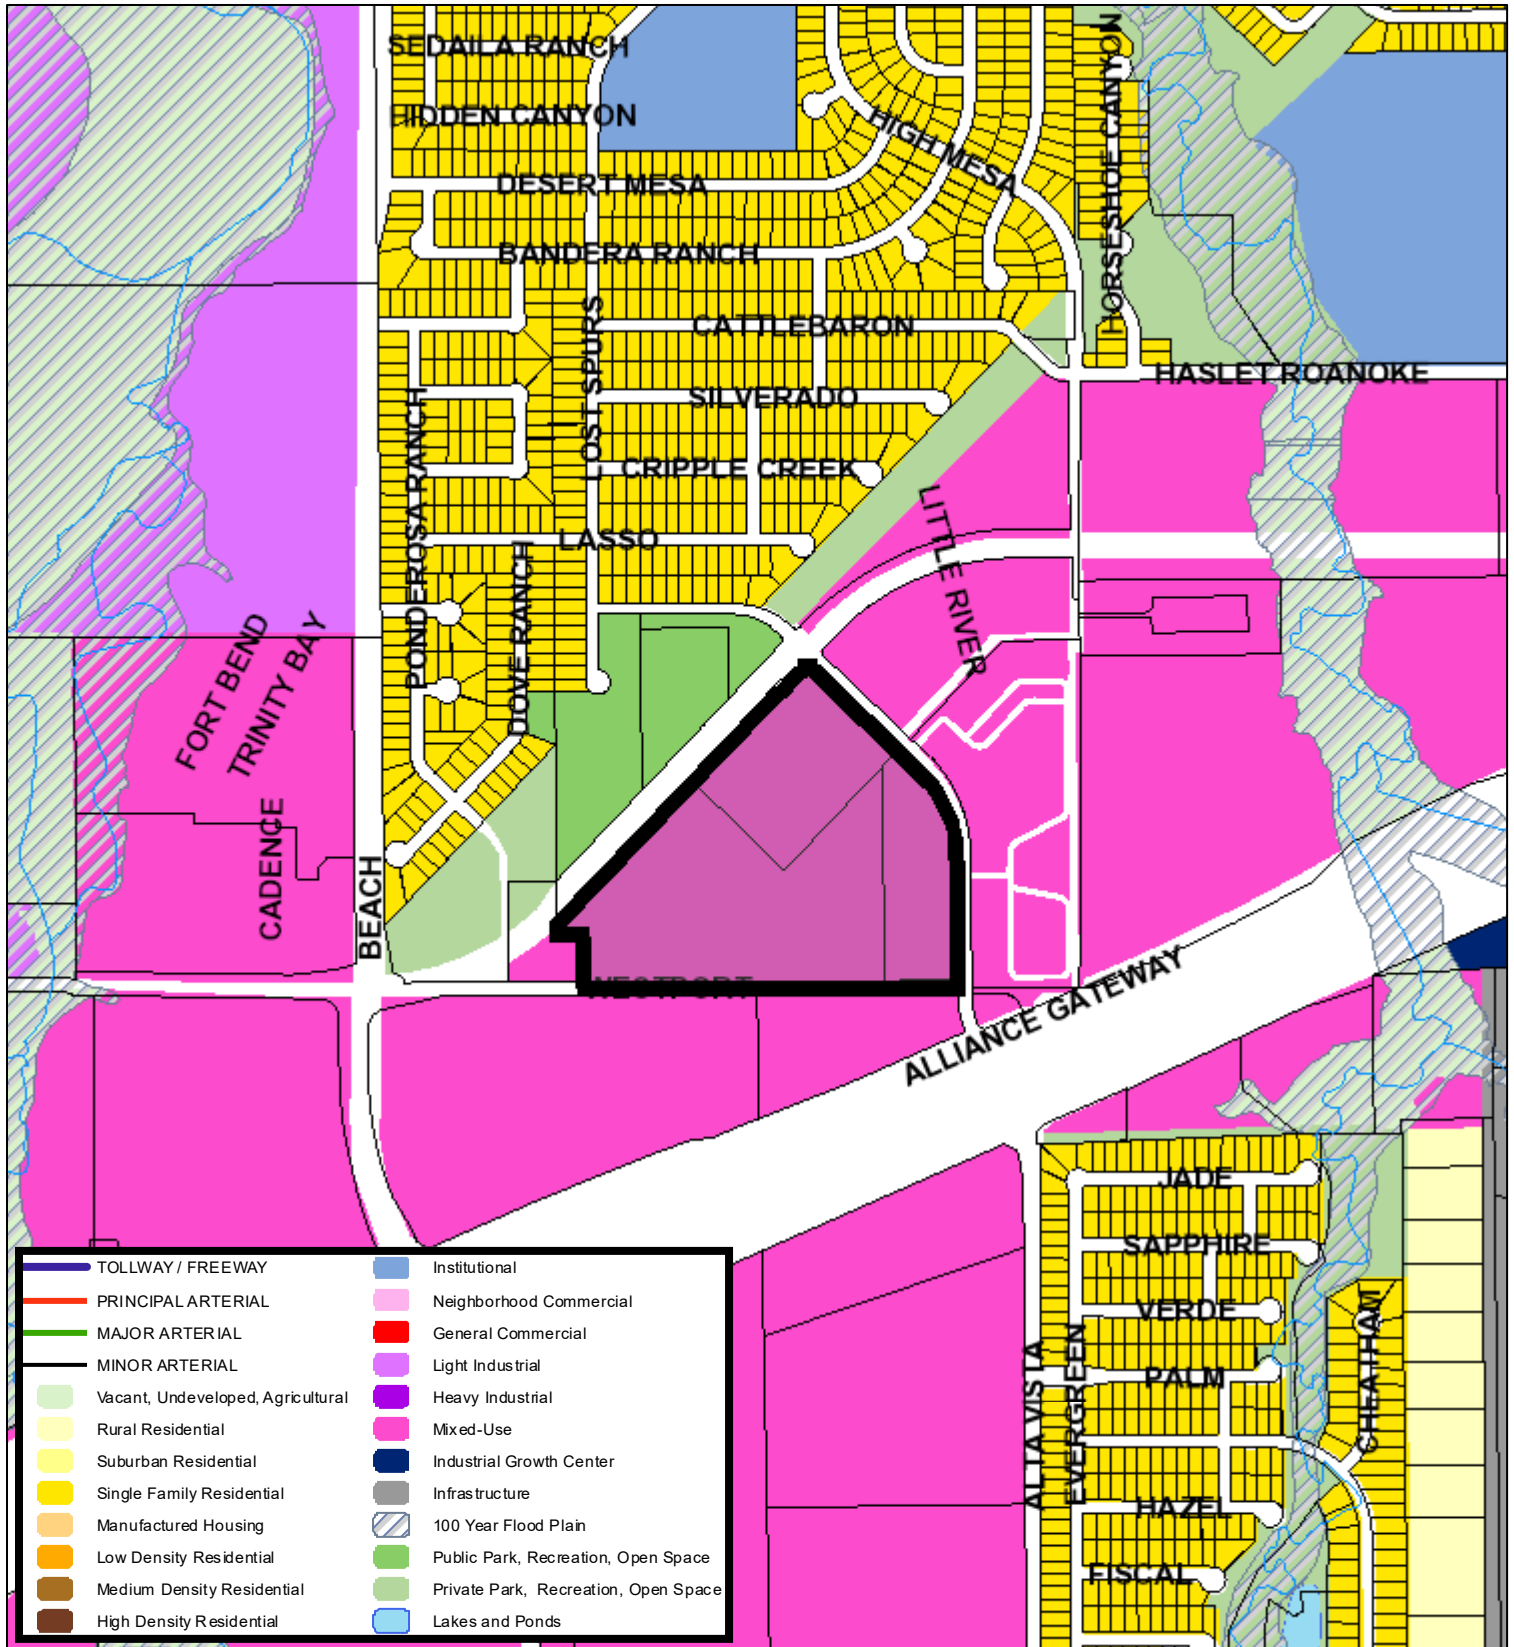 SEDAILA RANCH
HIDDEN CANYON
DESERT MESA
BANDERA RANCH
HIGH MESA
HORSESHOE CANYON
CATTLEBARON
LOST SPURS
SILVERADO
HASLET ROANOKE
PONDEROSA RANCH
CRIPPLE CREEK
LASSO
LITTLE RIVER
DOVE RANCH
FORT BEND
TRINITY BAY
CADENCE
BEACH
WESTPORT
ALLIANCE GATEWAY
JADE
SAPPHIRE
VERDE
CHEATHAM
ALTA VISTA
EVERGREEN
PALM
HAZEL
FISCAL
TOLLWAY / FREEWAY
PRINCIPAL ARTERIAL
MAJOR ARTERIAL
MINOR ARTERIAL
Vacant, Undeveloped, Agricultural
Rural Residential
Suburban Residential
Single Family Residential
Manufactured Housing
Low Density Residential
Medium Density Residential
High Density Residential
Institutional
Neighborhood Commercial
General Commercial
Light Industrial
Heavy Industrial
Mixed-Use
Industrial Growth Center
Infrastructure
100 Year Flood Plain
Public Park, Recreation, Open Space
Private Park, Recreation, Open Space
Lakes and Ponds